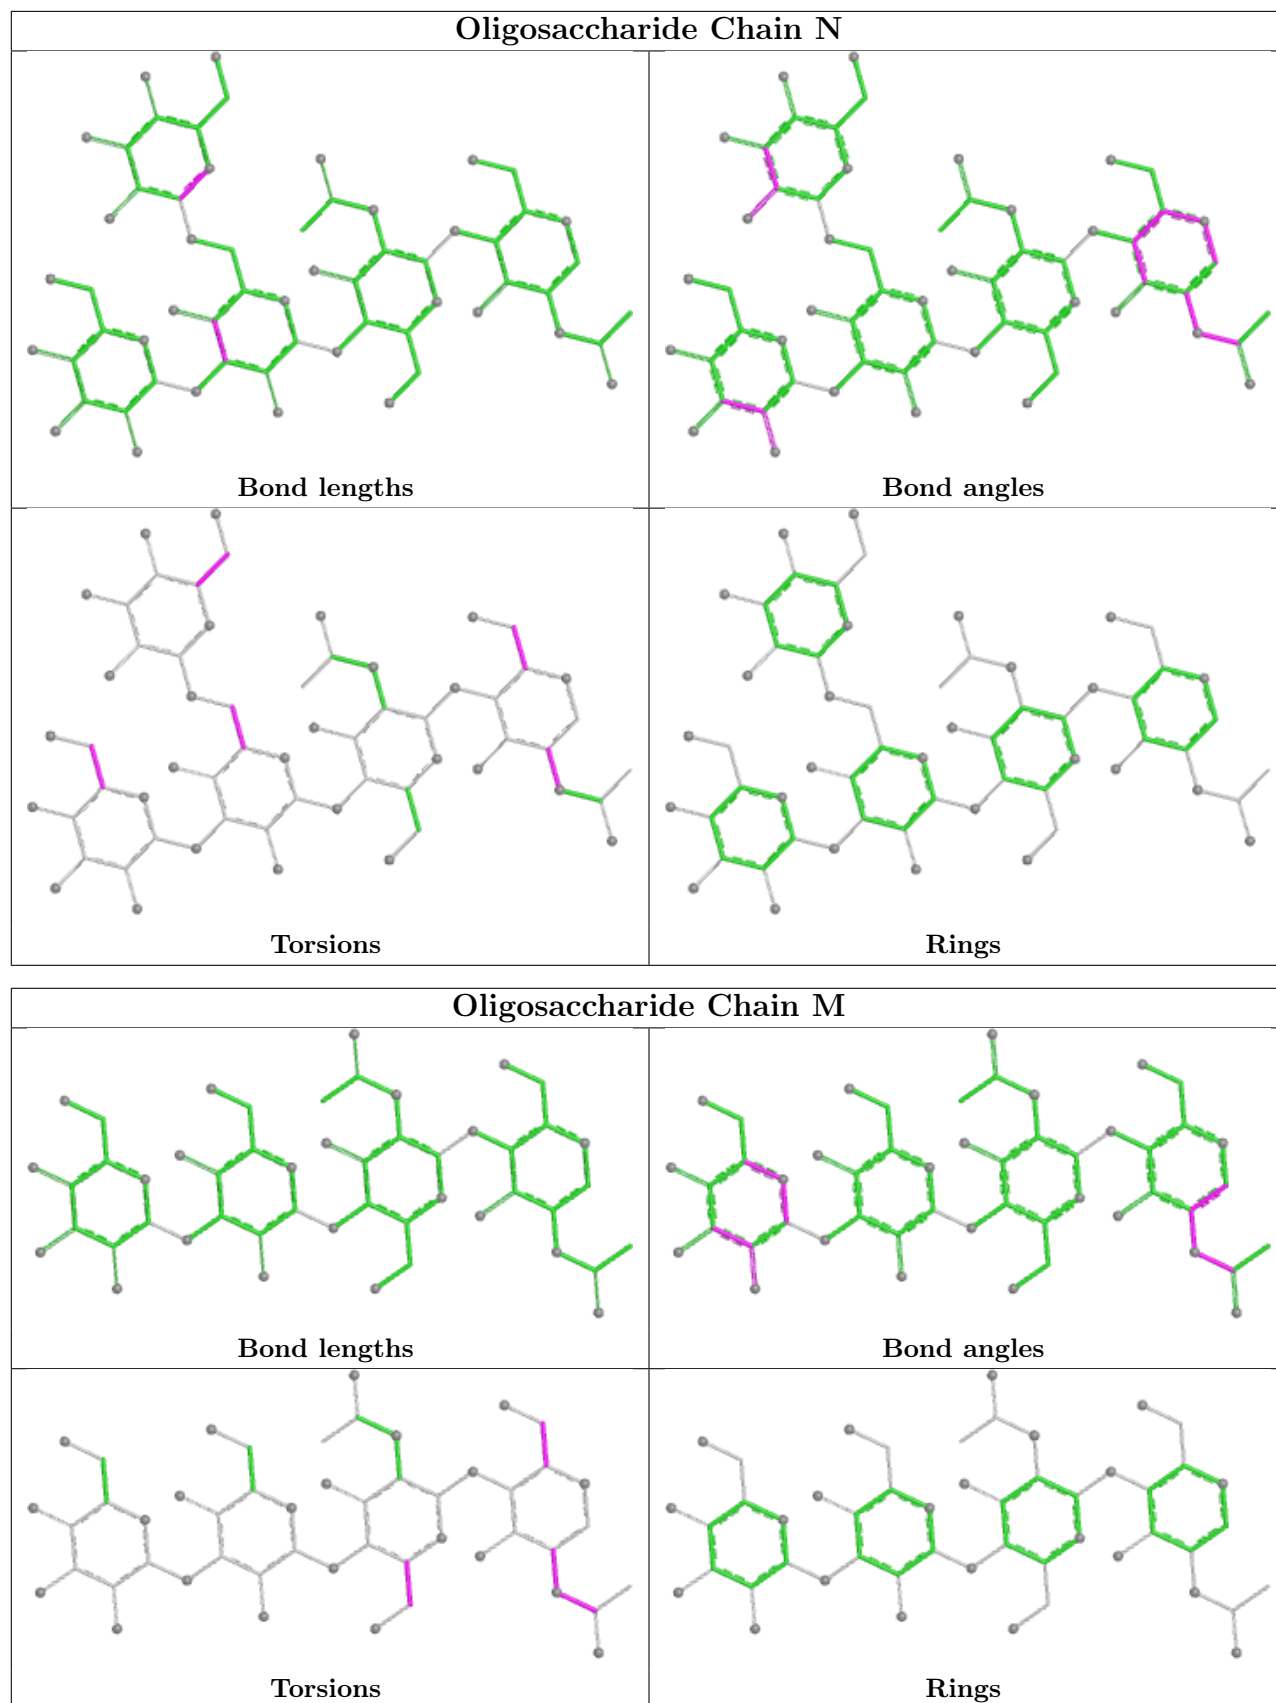 Oligosaccharide Chain N
Bond lengths
Bond angles
Torsions
Rings
Oligosaccharide Chain M
Bond lengths
Bond angles
Torsions
Rings